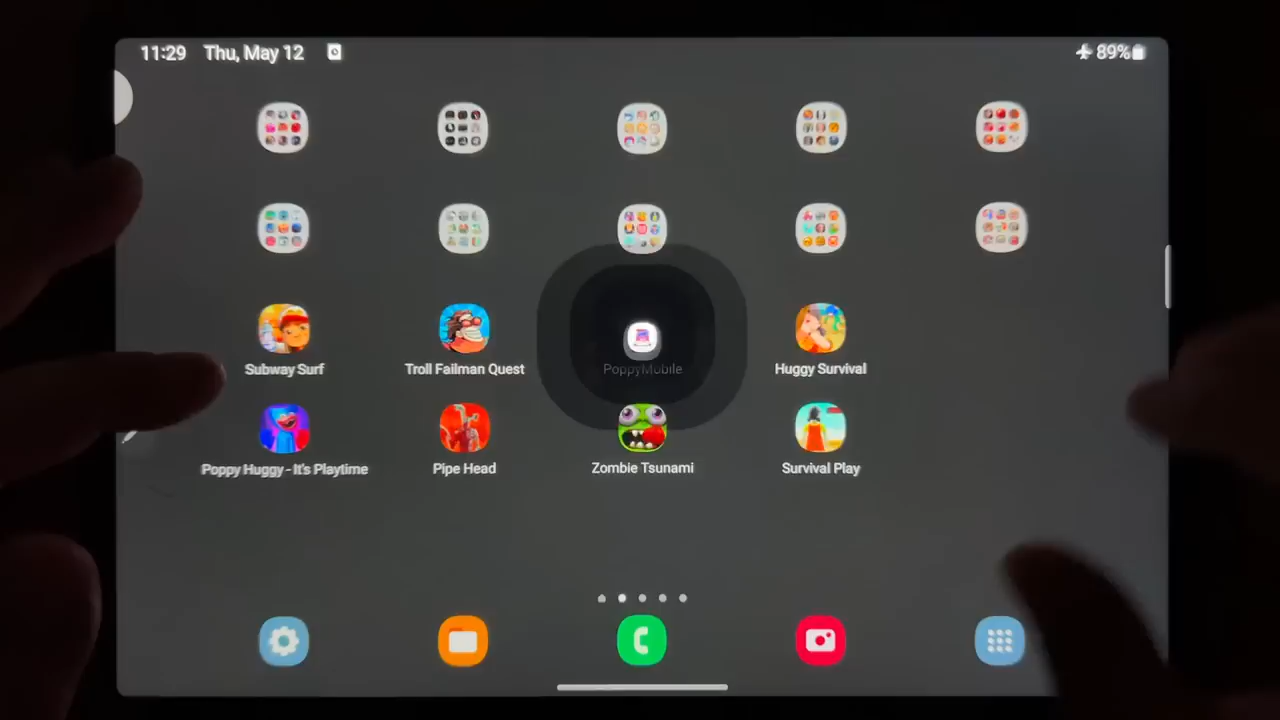 11:29 Thu, May 12 89%
Subway Surf Troll Failman Quest PoppyMobile Huggy Survival
Poppy Huggy - It's Playtime Pipe Head Zombie Tsunami Survival Play